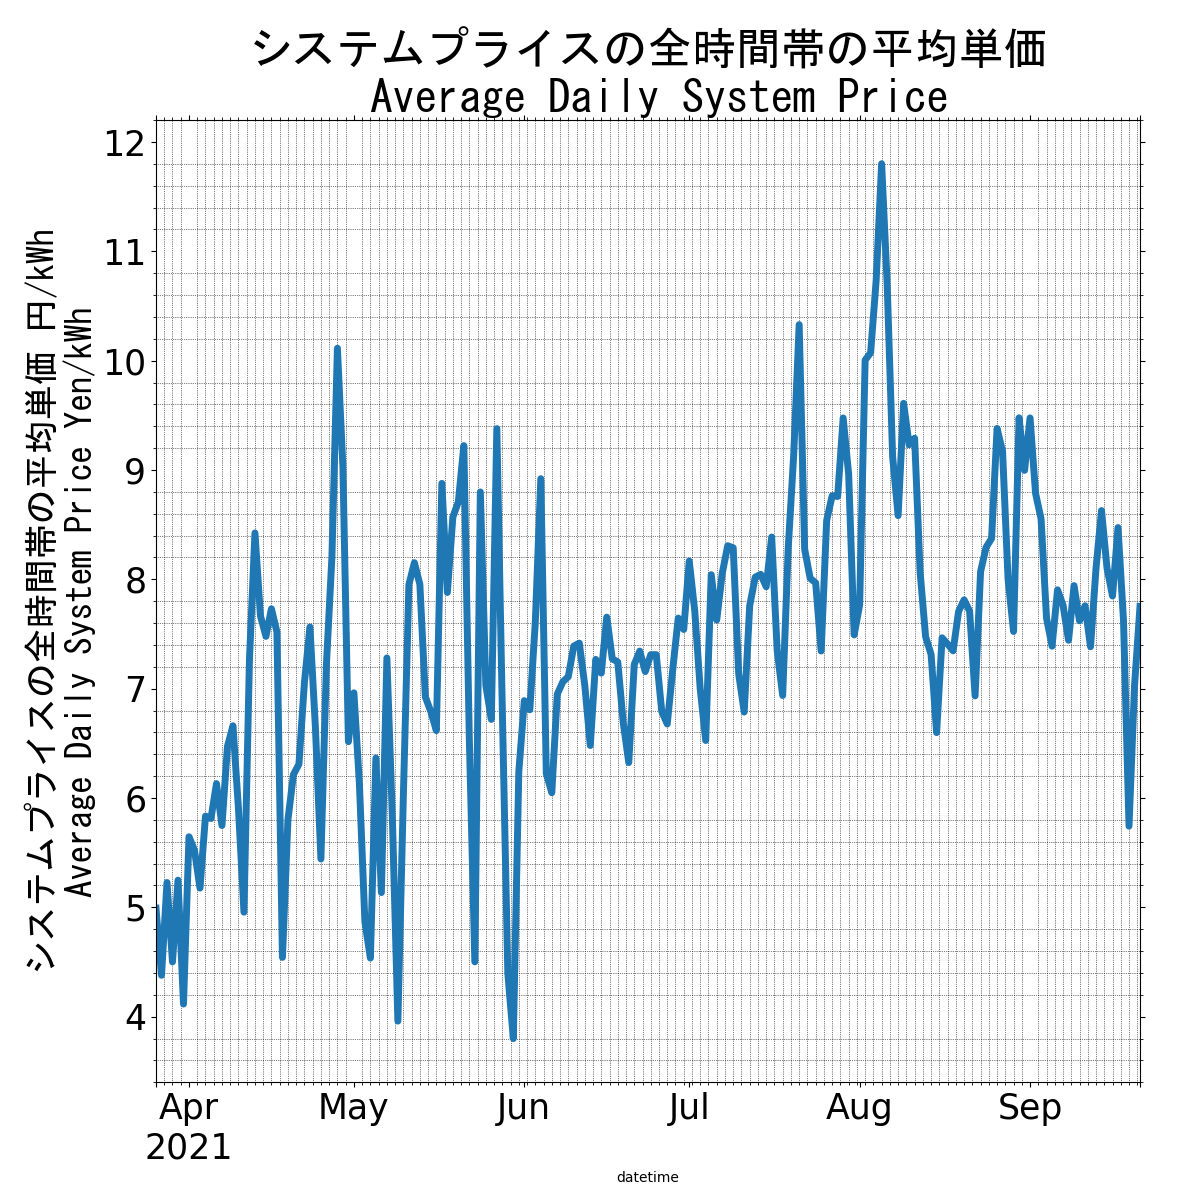 システムプライスの全時間帯の平均単価
Average Daily System Price
システムプライスの全時間帯の平均単価 円/kWh
Average Daily System Price Yen/kWh
12
11
10
9
8
7
6
5
4
Apr
2021
May
Jun
Jul
Aug
Sep
datetime